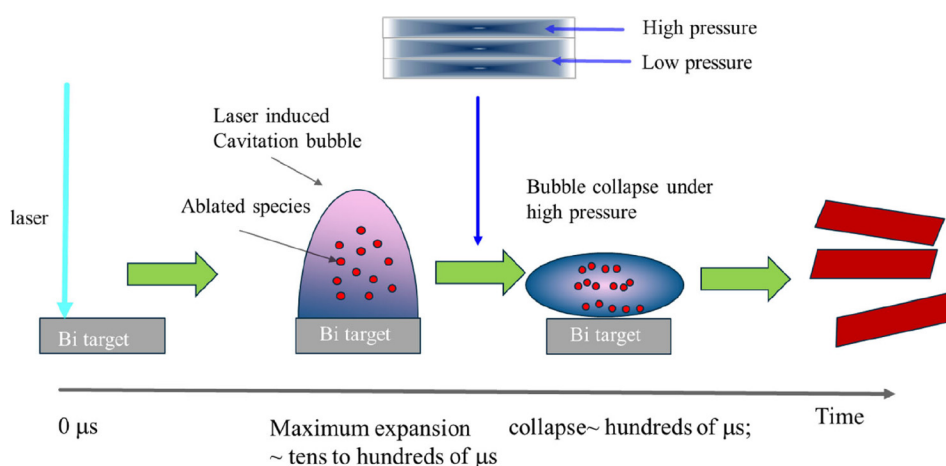 High pressure
Low pressure
Laser induced
Cavitation bubble
Ablated species
Bubble collapse under
high pressure
laser
Bi target
Bi target
Bi target
Time
0 μs
Maximum expansion
~ tens to hundreds of μs
collapse~ hundreds of μs;